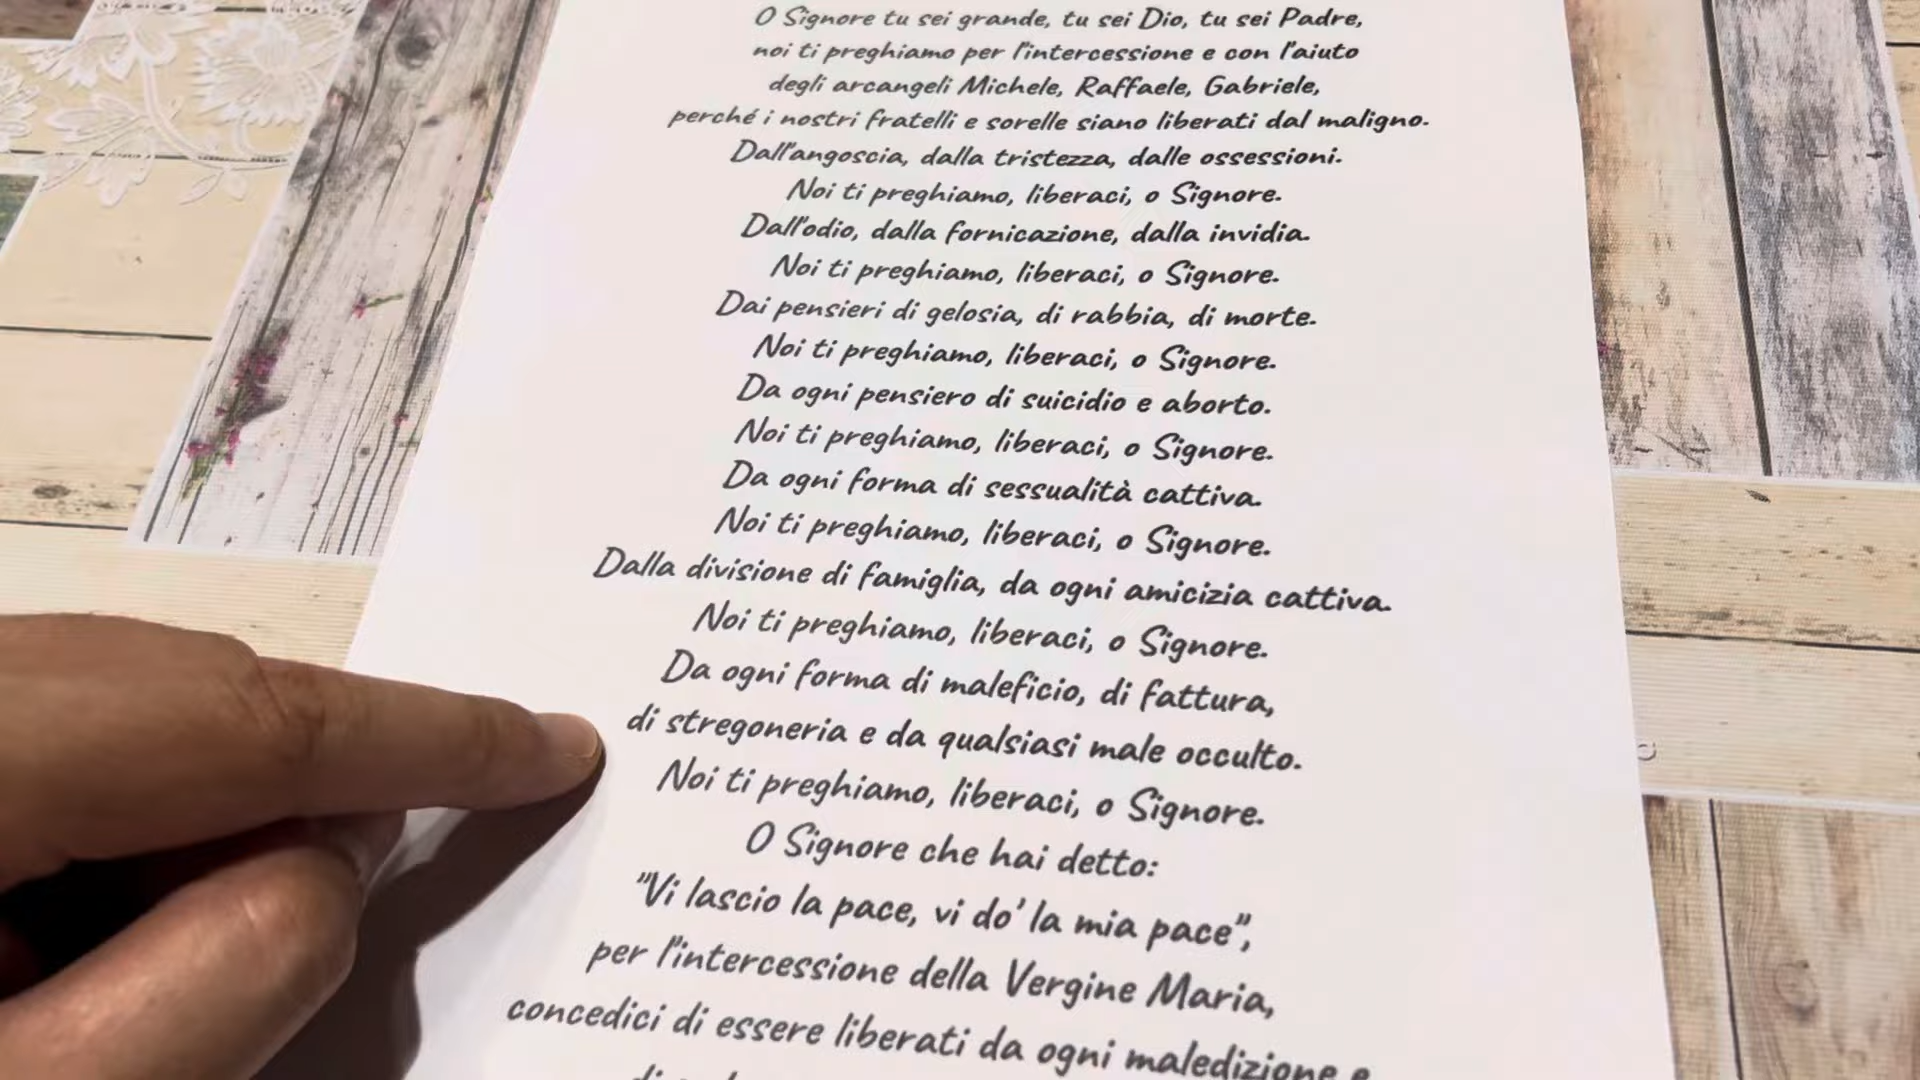 O Signore tu sei grande, tu sei Dio, tu sei Padre,
noi ti preghiamo per l'intercessione e con l'aiuto
degli arcangeli Michele, Raffaele, Gabriele,
perché i nostri fratelli e sorelle siano liberati dal maligno.
Dall'angoscia, dalla tristezza, dalle ossessioni.
Noi ti preghiamo, liberaci, o Signore.
Dall'odio, dalla fornicazione, dalla invidia.
Noi ti preghiamo, liberaci, o Signore.
Dai pensieri di gelosia, di rabbia, di morte.
Noi ti preghiamo, liberaci, o Signore.
Da ogni pensiero di suicidio e aborto.
Noi ti preghiamo, liberaci, o Signore.
Da ogni forma di sessualità cattiva.
Noi ti preghiamo, liberaci, o Signore.
Dalla divisione di famiglia, da ogni amicizia cattiva.
Noi ti preghiamo, liberaci, o Signore.
Da ogni forma di maleficio, di fattura,
di stregoneria e da qualsiasi male occulto.
Noi ti preghiamo, liberaci, o Signore.
O Signore che hai detto:
"Vi lascio la pace, vi do' la mia pace",
per l'intercessione della Vergine Maria,
concedici di essere liberati da ogni maledizione e